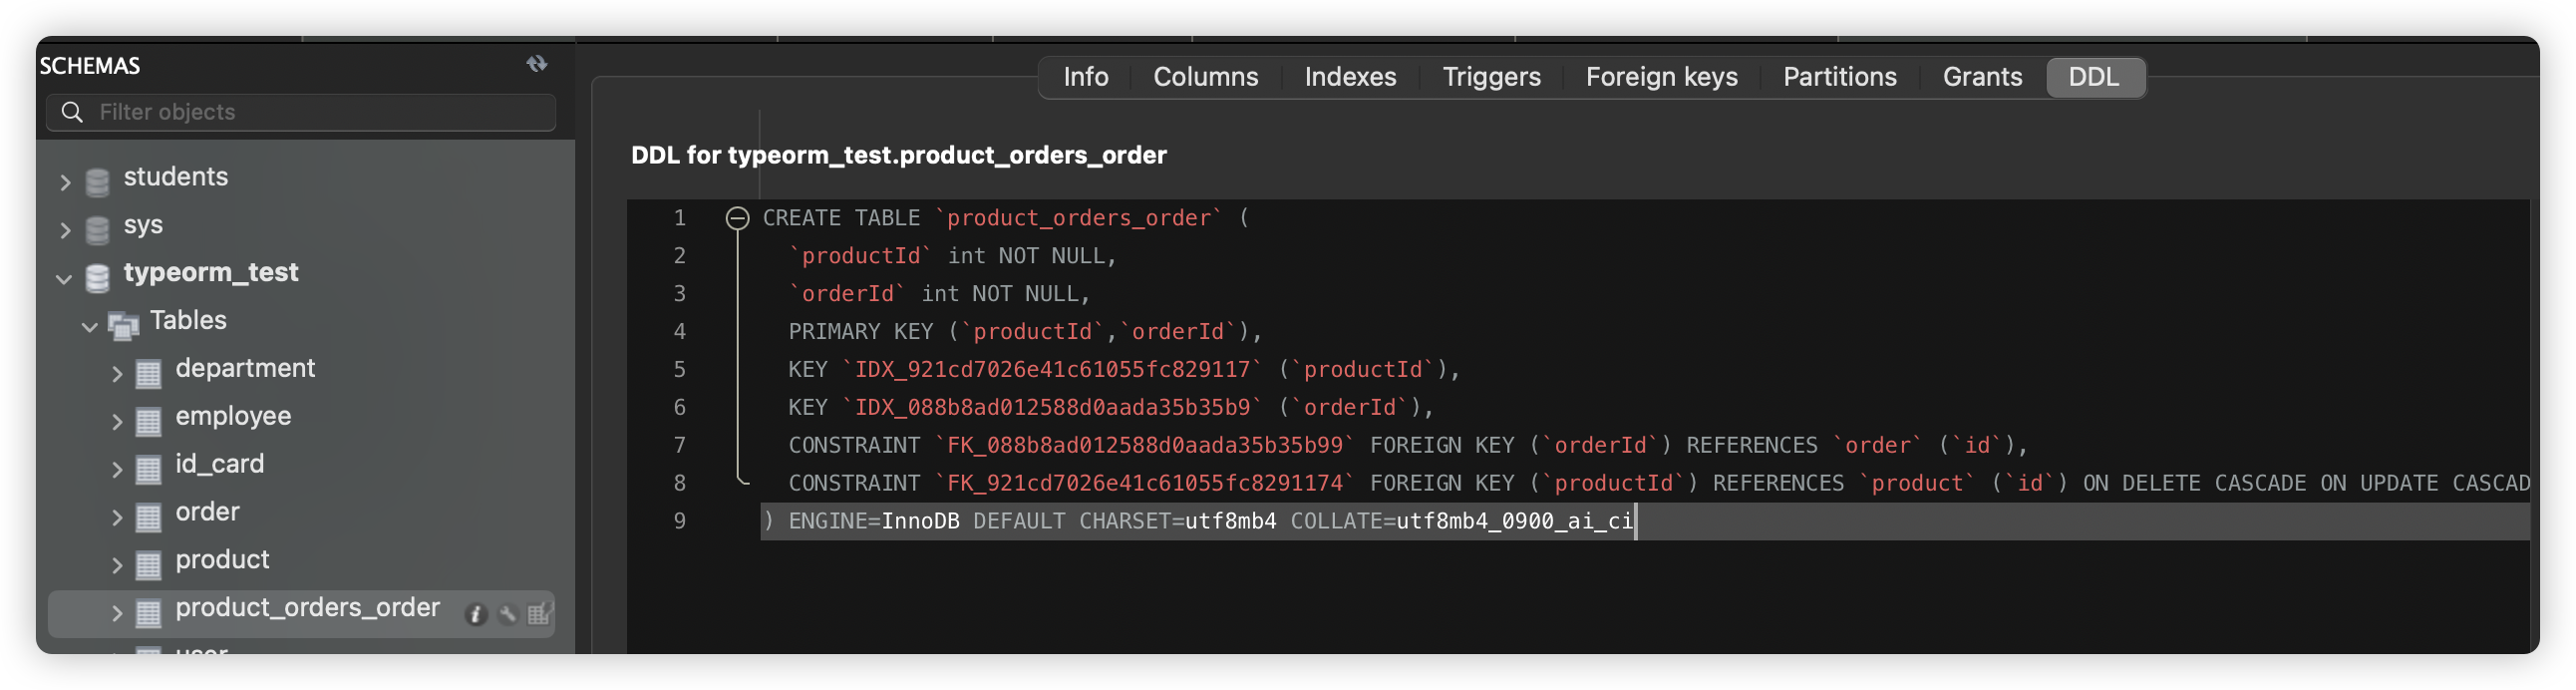 SCHEMAS
Filter objects
students
sys
typeorm_test
Tables
department
employee
id_card
order
product
product_orders_order
Info Columns Indexes Triggers Foreign keys Partitions Grants DDL
DDL for typeorm_test.product_orders_order
1 CREATE TABLE `product_orders_order` (
2 `productId` int NOT NULL,
3 `orderId` int NOT NULL,
4 PRIMARY KEY (`productId`,`orderId`),
5 KEY `IDX_921cd7026e41c61055fc829117` (`productId`),
6 KEY `IDX_088b8ad012588d0aada35b35b9` (`orderId`),
7 CONSTRAINT `FK_088b8ad012588d0aada35b35b99` FOREIGN KEY (`orderId`) REFERENCES `order` (`id`),
8 CONSTRAINT `FK_921cd7026e41c61055fc8291174` FOREIGN KEY (`productId`) REFERENCES `product` (`id`) ON DELETE CASCADE ON UPDATE CASCAD
9 ) ENGINE=InnoDB DEFAULT CHARSET=utf8mb4 COLLATE=utf8mb4_0900_ai_ci